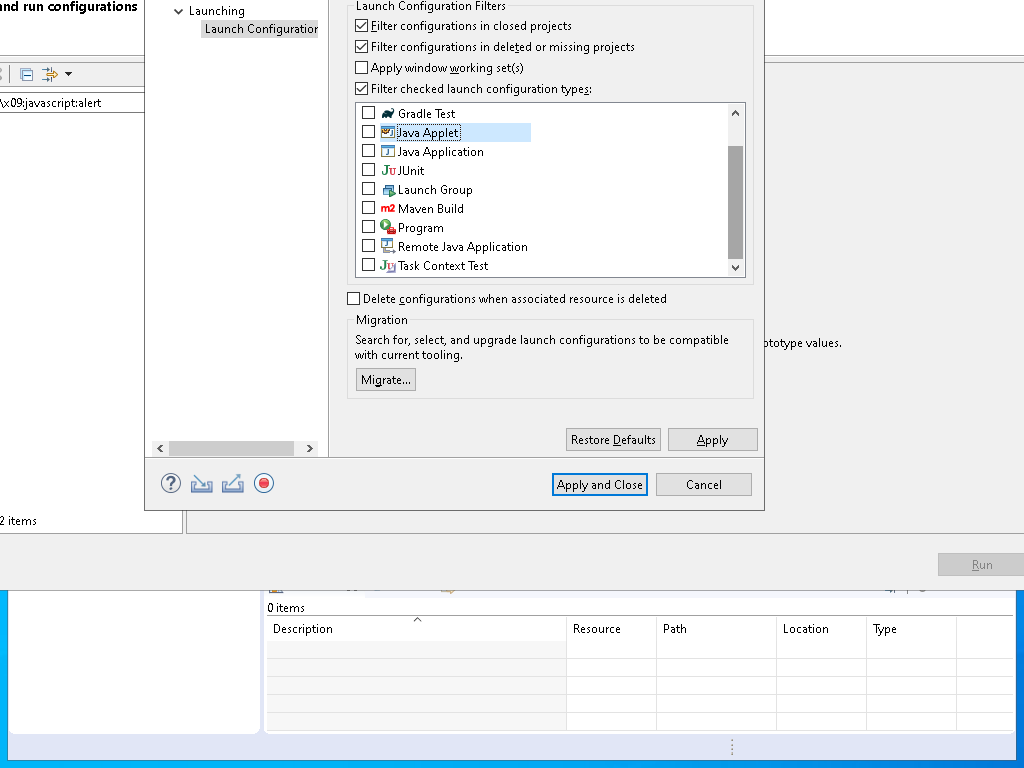 and run configurations
Launching
Launch Configuration
Launch Configuration Filters
Filter configurations in closed projects
Filter configurations in deleted or missing projects
Apply window working set(s)
Filter checked launch configuration types:
\x09:javascript:alert
Gradle Test
Java Applet
Java Application
JUnit
Launch Group
Maven Build
Program
Remote Java Application
Task Context Test
Delete configurations when associated resource is deleted
Migration
Search for, select, and upgrade launch configurations to be compatible
with current tooling.
ototype values.
Migrate...
Restore Defaults
Apply
Apply and Close
Cancel
2 items
Run
0 items
Description
Resource
Path
Location
Type